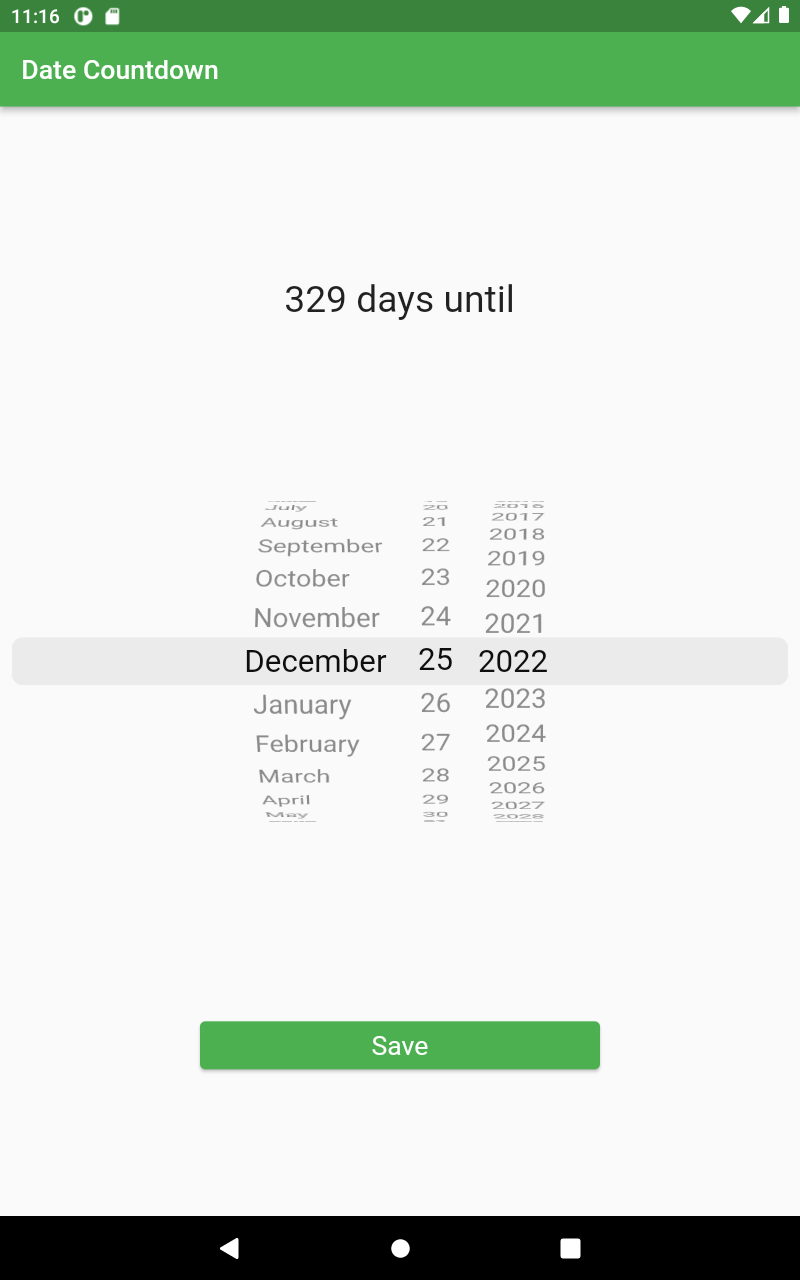 11:16
Date Countdown
329 days until
July 20 2016
August 21 2017
September 22 2018
October 23 2019
2020
November 24 2021
December 25 2022
January 26 2023
February 27 2024
March 28 2025
April 29 2026
2027
May 30 2028
Save